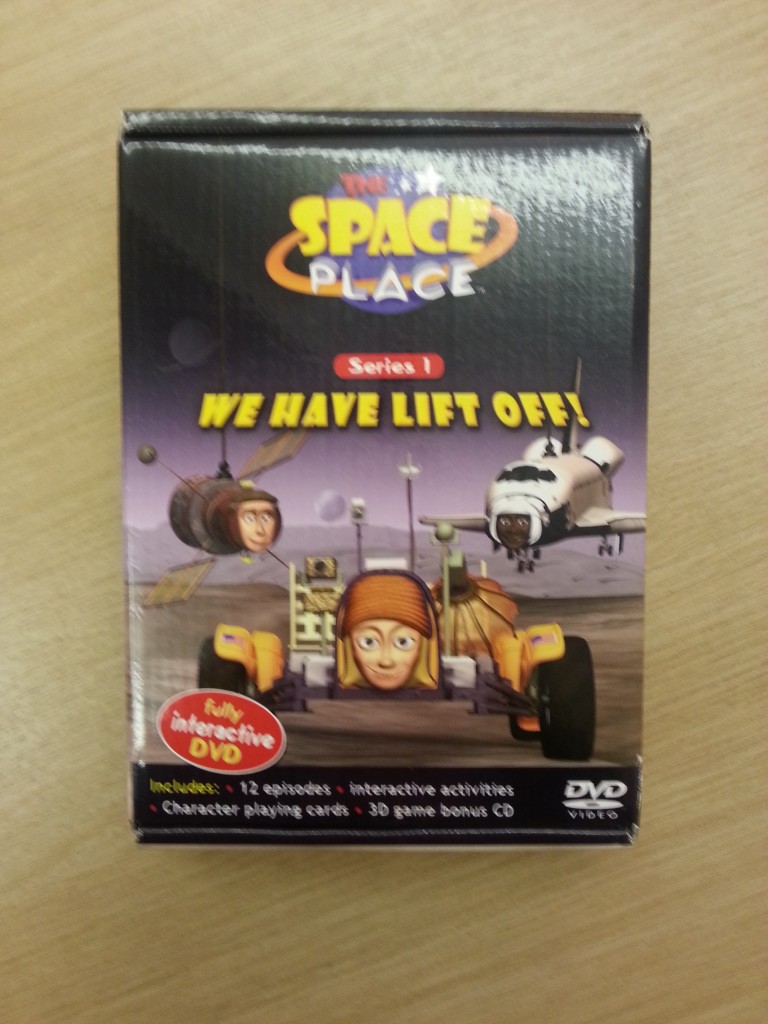 THE
SPACE
PLACE
Series 1
WE HAVE LIFT OFF!
fully
interactive
DVD
Includes: • 12 episodes • interactive activities
• Character playing cards • 3D game bonus CD
DVD
VIDEO